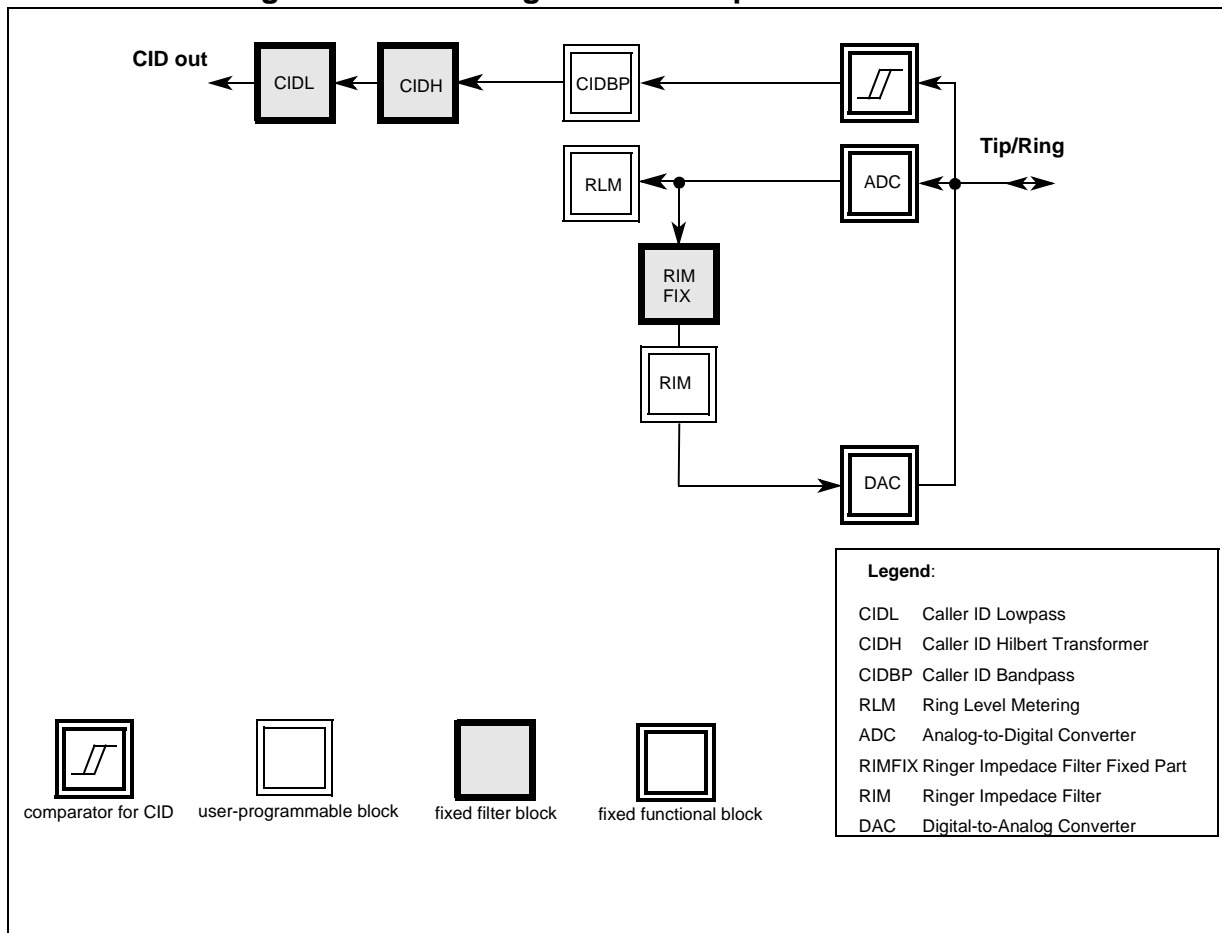 CID out
CIDL
CIDH
CIDBP
Tip/Ring
RLM
ADC
RIM
FIX
RIM
DAC
Legend:
CIDL Caller ID Lowpass
CIDH Caller ID Hilbert Transformer
CIDBP Caller ID Bandpass
RLM Ring Level Metering
ADC Analog-to-Digital Converter
RIMFIX Ringer Impedace Filter Fixed Part
RIM Ringer Impedace Filter
DAC Digital-to-Analog Converter
comparator for CID
user-programmable block
fixed filter block
fixed functional block